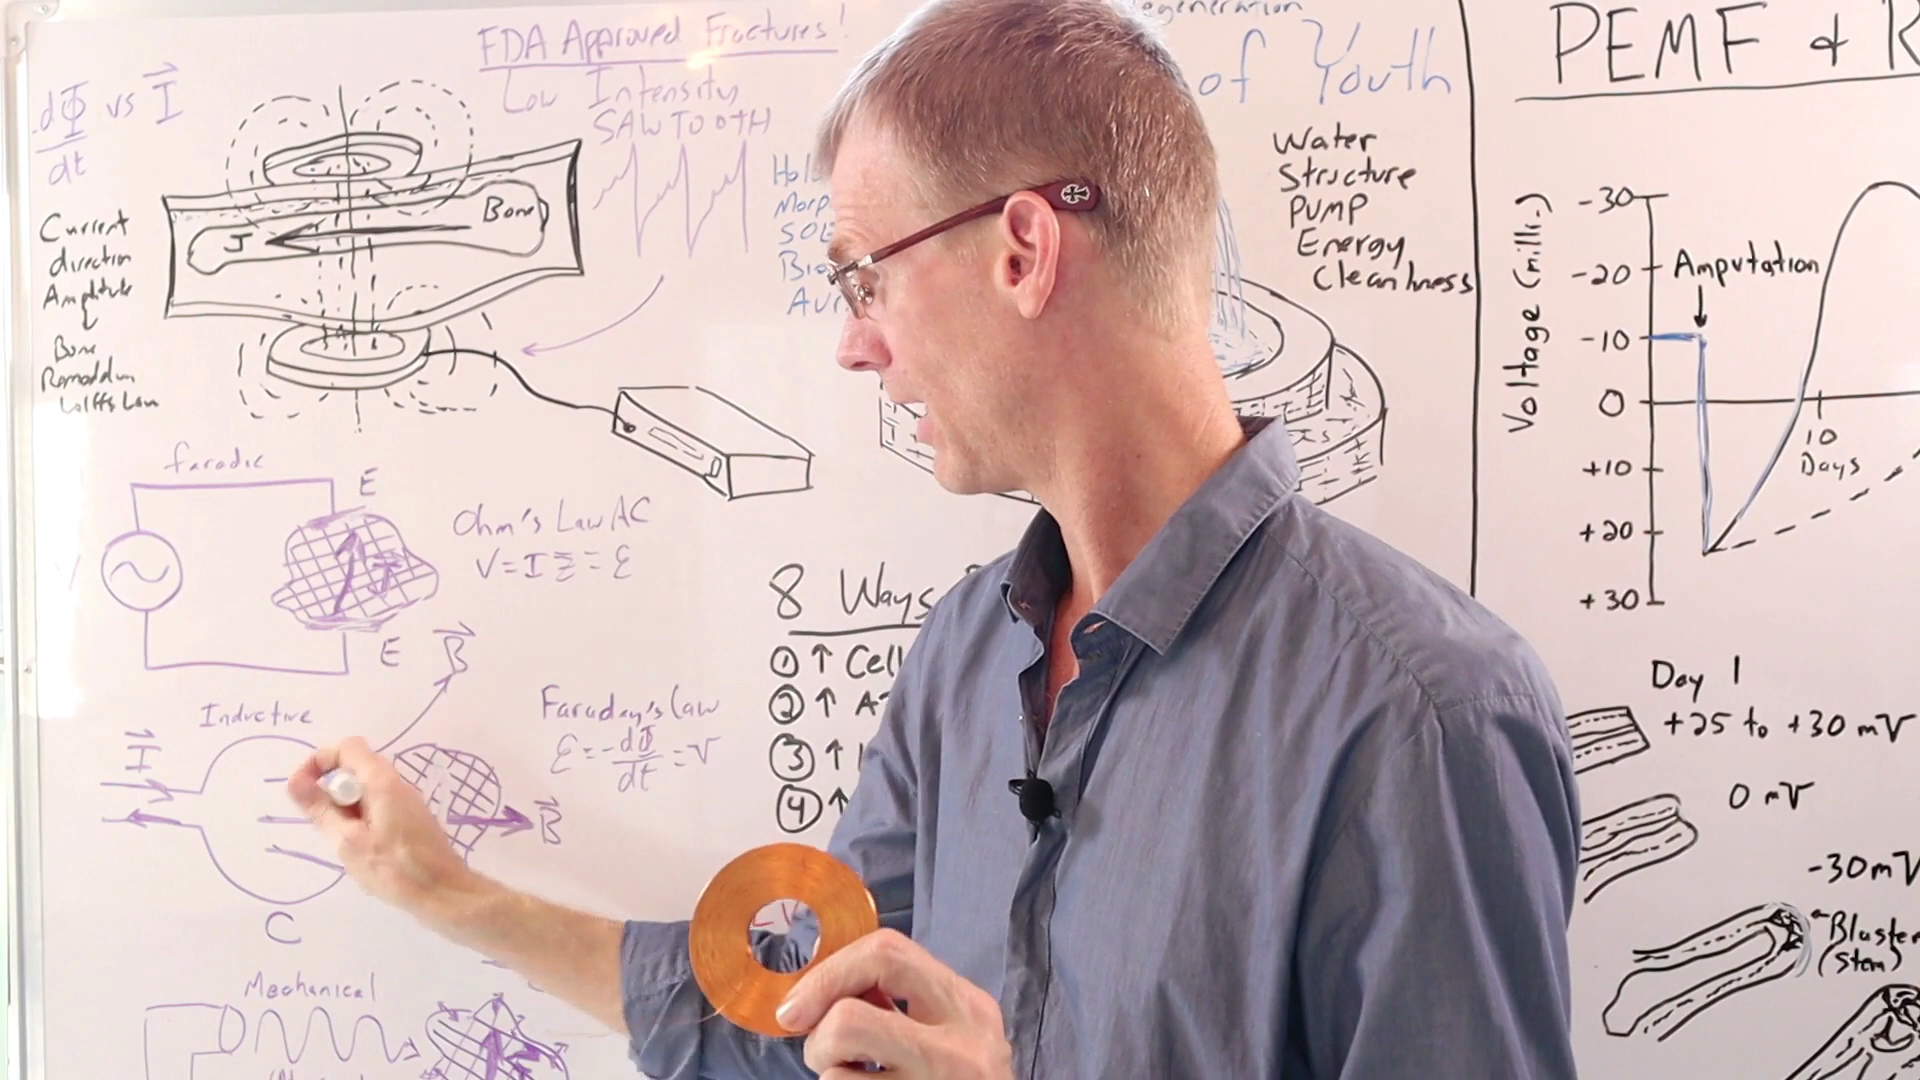 FDA Approved Fractures!
Low Intensity
SAWTOOTH
dΦ
dt
vs I
Current
direction
Amplitude
Bone
Wolff's Law
J
Bone
faradic
E
E
J
Ohm's Law AC
V=IZ=ε
B
Inductive
I
Faraday's Law
ε=-dΦ/dt=V
B
C
Mechanical
of Youth
Water
Structure
PUMP
Energy
Cleanliness
8 Ways
① ↑ Cell
② ↑ AT
③ ↑
④ ↑
PEMF + R
Voltage (milli.)
-30
-20
-10
0
+10
+20
+30
Amputation
10
Days
Day 1
+25 to +30 mV
0 mV
-30mV
(Stem)